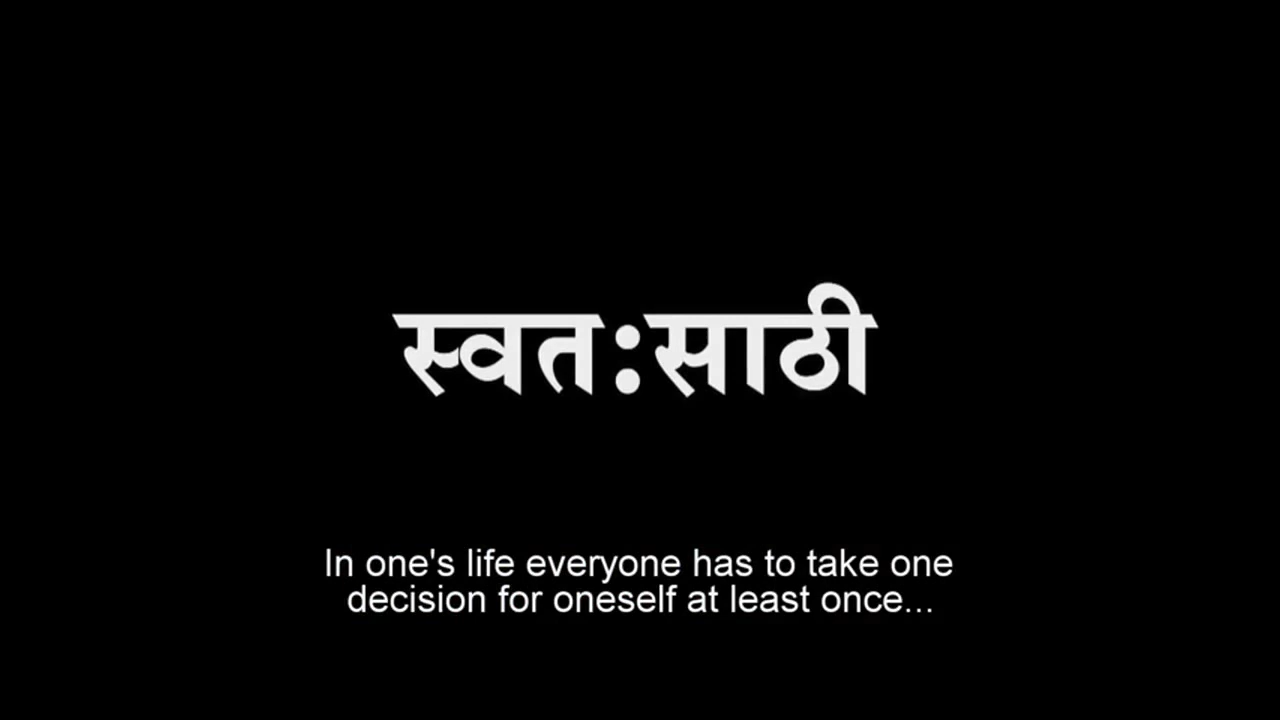 स्वतःसाठी
In one's life everyone has to take one
decision for oneself at least once...